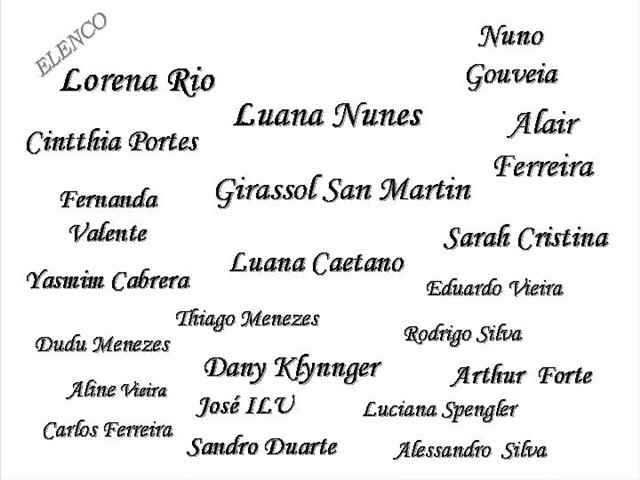 ELENCO
Nuno
Gouveia
Lorena Rio
Luana Nunes
Alair
Ferreira
Cintthia Portes
Girassol San Martin
Fernanda
Valente
Sarah Cristina
Luana Caetano
Yasmim Cabrera
Eduardo Vieira
Thiago Menezes
Rodrigo Silva
Dudu Menezes
Dany Klynnger
Arthur Forte
Aline Vieira
José ILU
Luciana Spengler
Carlos Ferreira
Sandro Duarte
Alessandro Silva